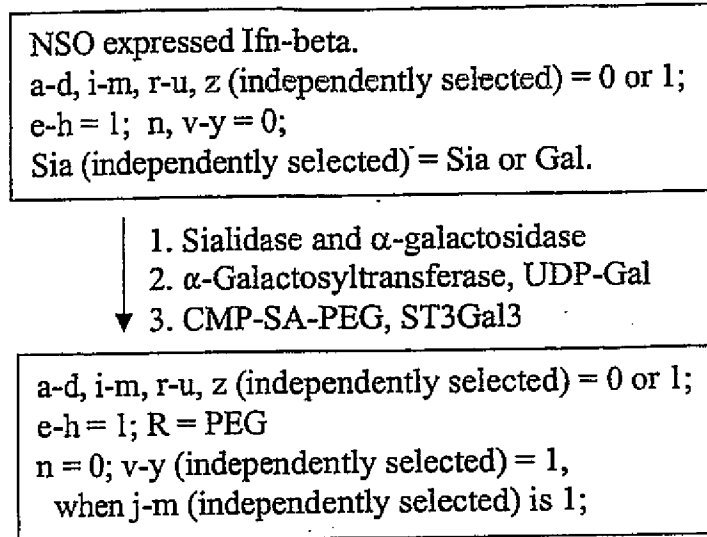 NSO expressed Ifn-beta.
a-d, i-m, r-u, z (independently selected) = 0 or 1;
e-h = 1; n, v-y = 0;
Sia (independently selected) = Sia or Gal.
1. Sialidase and α-galactosidase
2. α-Galactosyltransferase, UDP-Gal
3. CMP-SA-PEG, ST3Gal3
a-d, i-m, r-u, z (independently selected) = 0 or 1;
e-h = 1; R = PEG
n = 0; v-y (independently selected) = 1,
when j-m (independently selected) is 1;